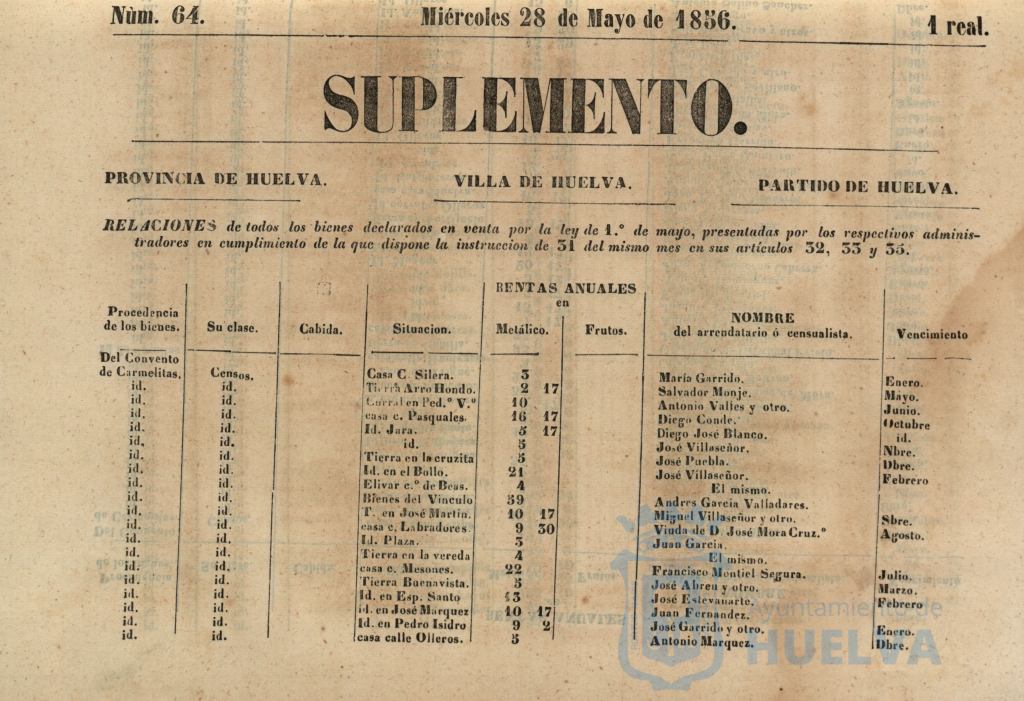 Núm. 64. Miércoles 28 de Mayo de 1856. 1 real.
SUPLEMENTO.
PROVINCIA DE HUELVA. VILLA DE HUELVA. PARTIDO DE HUELVA.
RELACIONES de todos los bienes declarados en venta por la ley de 1.º de mayo, presentadas por los respectivos adminis-
tradores en cumplimiento de la que dispone la instruccion de 31 del mismo mes en sus artículos 32, 33 y 35.
RENTAS ANUALES
en
Procedencia
de los bienes. Su clase. Cabida. Situacion. Metálico. Frutos. NOMBRE
del arrendatario ó censualista. Vencimiento
Del Convento
de Carmelitas. Censos. Casa C. Silera. 3 María Garrido. Enero.
id. id. Tierra Arro Hondo. 2 17 Salvador Monje. Mayo.
id. id. Corral en Ped.º V.º 10 Antonio Valles y otro. Junio.
id. id. casa c. Pasquales. 16 17 Diego Conde. Octubre
id. id. Id. Jara. 5 17 Diego José Blanco. id.
id. id. id. 5 José Villaseñor. Nbre.
id. id. Tierra en la cruzita 3 José Puebla. Dbre.
id. id. Id. en el Bollo. 21 José Villaseñor. Febrero
id. id. Elivar c.º de Beas. 4 El mismo.
id. id. Bienes del Vinculo 39 Andres Garcia Valladares.
id. id. T. en José Martin. 10 17 Miguel Villaseñor y otro. Sbre.
id. id. casa c. Labradores. 9 30 Viuda de D. José Mora Cruz.º Agosto.
id. id. Id. Plaza. 3 Juan Garcia.
id. id. Tierra en la vereda 4 El mismo.
id. id. casa c. Mesones. 22 Francisco Montiel Segura. Julio.
id. id. Tierra Buenavista. 5 José Abreu y otro. Marzo.
id. id. Id. en Esp. Santo 13 José Estevanarte. Febrero
id. id. id. en José Marquez 10 17 Juan Fernandez.
id. id. Id. en Pedro Isidro 9 2 José Garrido y otro. Enero.
id. id. casa calle Olleros. 5 Antonio Marquez. Dbre.
Ayuntamiento de
HUELVA